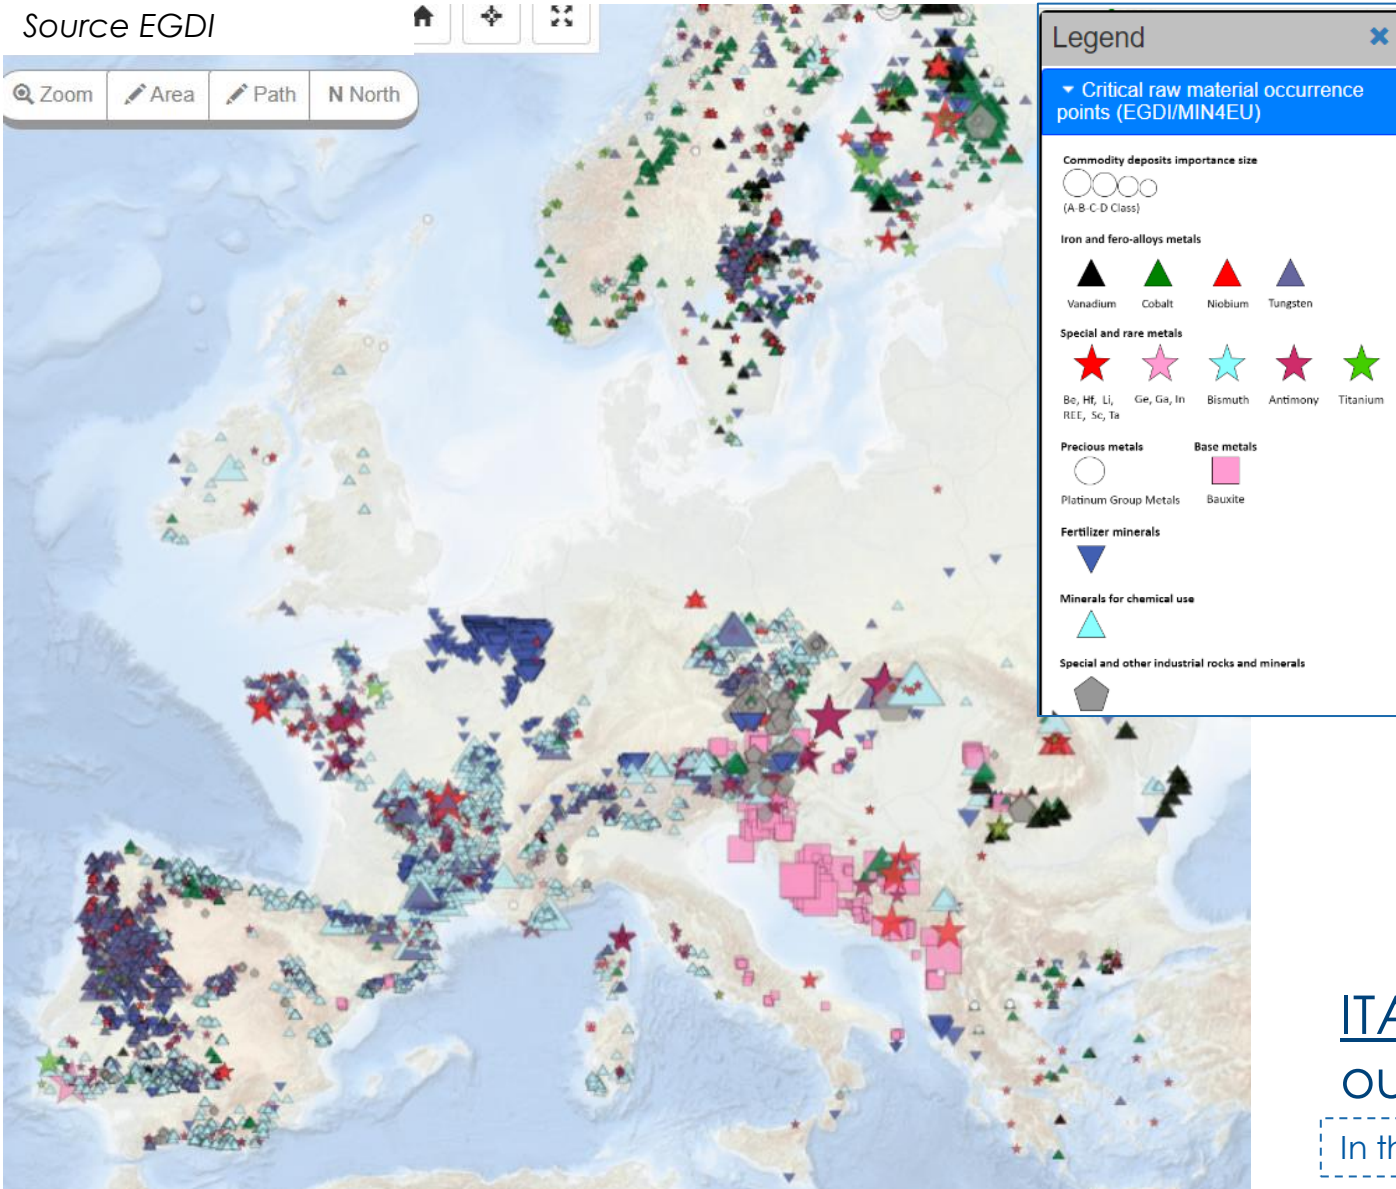 Source EGDI
Zoom
Area
Path
N North
Legend
Critical raw material occurrence
points (EGDI/MIN4EU)
Commodity deposits importance size
(A-B-C-D Class)
Iron and fero-alloys metals
Vanadium
Cobalt
Niobium
Tungsten
Special and rare metals
Be, Hf, Li,
REE, Sc, Ta
Ge, Ga, In
Bismuth
Antimony
Titanium
Precious metals
Base metals
Platinum Group Metals
Bauxite
Fertilizer minerals
Minerals for chemical use
Special and other industrial rocks and minerals
In